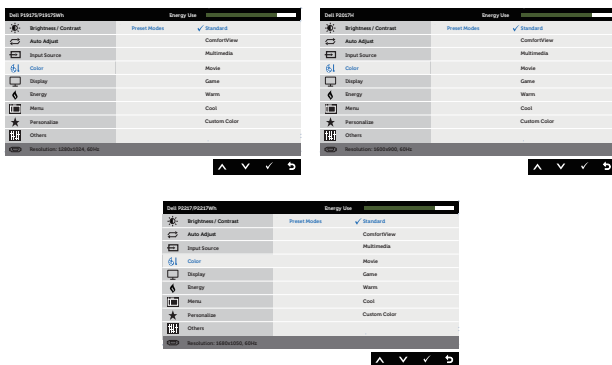 Dell P1917S/P1917SWh Energy Use
Brightness / Contrast Preset Modes ✓ Standard
Auto Adjust ComfortView
Input Source Multimedia
Color Movie
Display Game
Energy Warm
Menu Cool
Personalize Custom Color
Others
Resolution: 1280x1024, 60Hz
Dell P2017H Energy Use
Brightness / Contrast Preset Modes ✓ Standard
Auto Adjust ComfortView
Input Source Multimedia
Color Movie
Display Game
Energy Warm
Menu Cool
Personalize Custom Color
Others
Resolution: 1600x900, 60Hz
Dell P2217/P2217Wh Energy Use
Brightness / Contrast Preset Modes ✓ Standard
Auto Adjust ComfortView
Input Source Multimedia
Color Movie
Display Game
Energy Warm
Menu Cool
Personalize Custom Color
Others
Resolution: 1680x1050, 60Hz